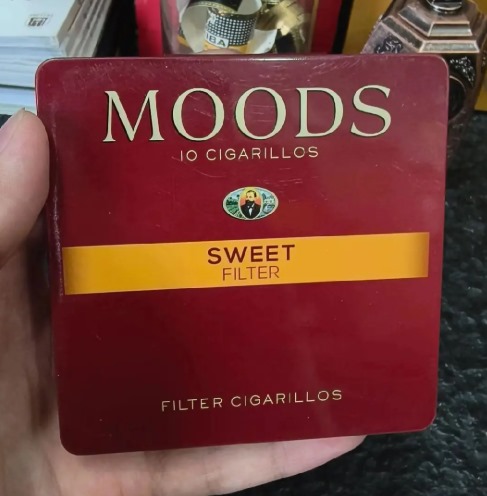 MOODS
10 CIGARILLOS
SWEET
FILTER
FILTER CIGARILLOS